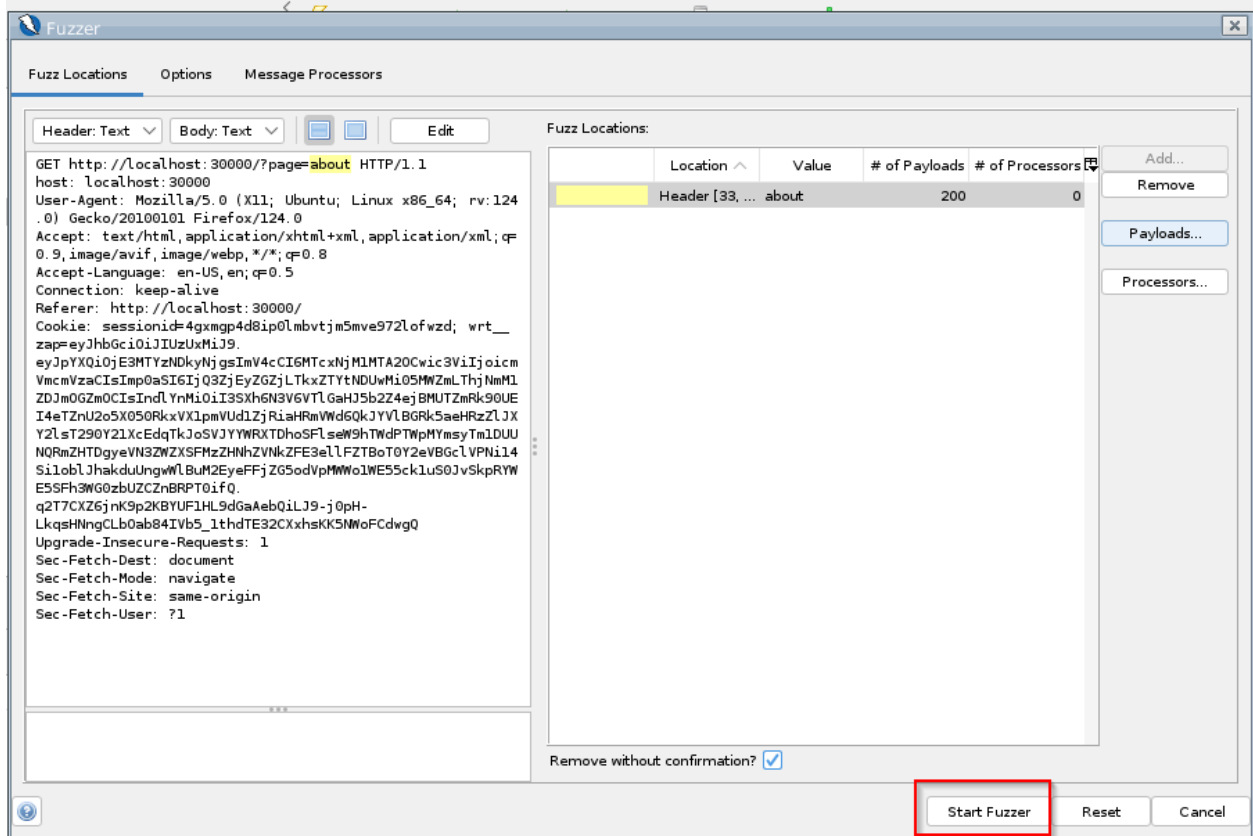 Fuzzer
Fuzz Locations Options Message Processors
Header: Text Body: Text Edit
GET http://localhost:30000/?page=about HTTP/1.1
host: localhost:30000
User-Agent: Mozilla/5.0 (X11; Ubuntu; Linux x86_64; rv:124
.0) Gecko/20100101 Firefox/124.0
Accept: text/html,application/xhtml+xml,application/xml;q=
0.9,image/avif,image/webp,*/*;q=0.8
Accept-Language: en-US,en;q=0.5
Connection: keep-alive
Referer: http://localhost:30000/
Cookie: sessionid=4gxmgp4d8ip0lmbvtjm5mve972lofwzd; wrt__
zap=eyJhbGciOiJIUzUxMiJ9.
Upgrade-Insecure-Requests: 1
Sec-Fetch-Dest: document
Sec-Fetch-Mode: navigate
Sec-Fetch-Site: same-origin
Sec-Fetch-User: ?1
Fuzz Locations:
Location Value # of Payloads # of Processors
Header [33, ... about 200 0
Add...
Remove
Payloads...
Processors...
Remove without confirmation?
Start Fuzzer Reset Cancel